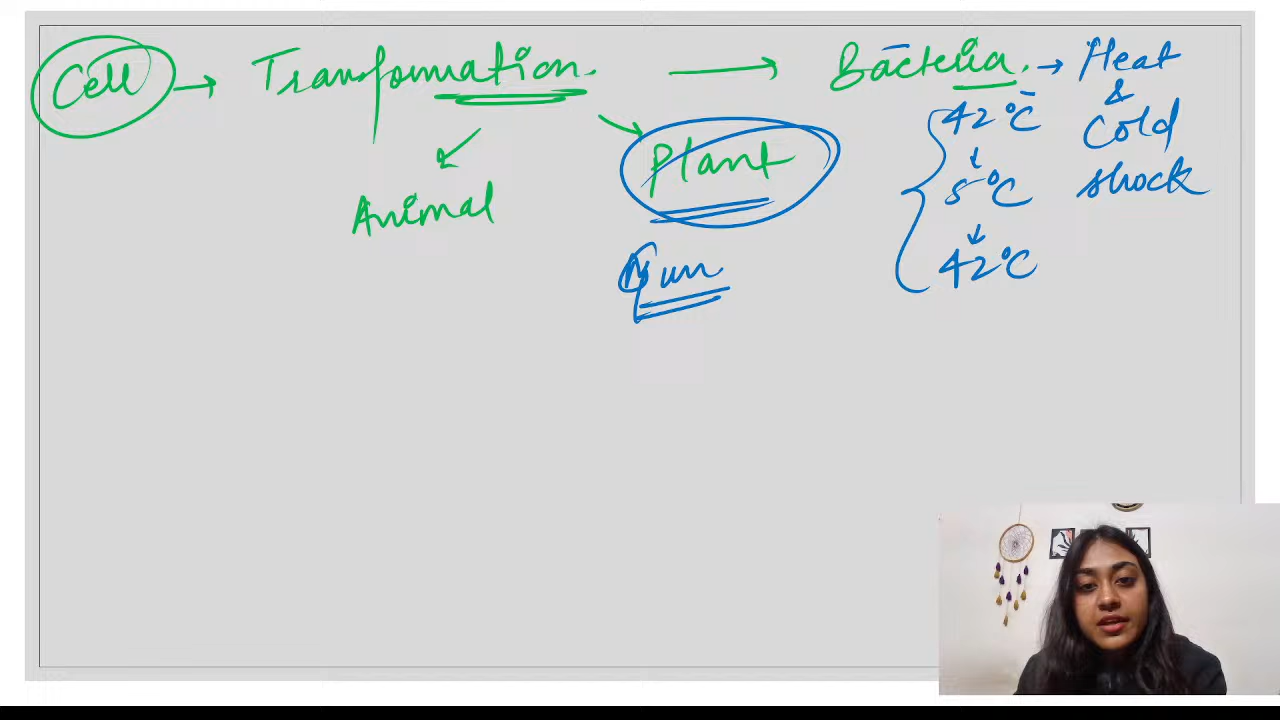 Cell → Transformation. → Bacteria. → Heat
&
Cold
shock
42°C
↓
5°C
↓
42°C
Plant
Animal
Gun